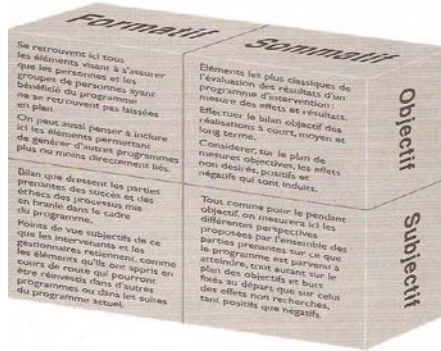 Formatif
Sommatif
Se retrouvent ici tous
les éléments visant à s'assurer
que les personnes et les
groupes de personnes ayant
bénéficié du programme
ne se retrouvent pas laissées
en plan.
On peut aussi penser à inclure
ici les éléments permettant
de générer d'autres programmes
plus ou moins directement liés.
Éléments les plus classiques de
l'évaluation des résultats d'un
programme d'intervention :
mesure des effets et résultats.
Effectuer le bilan objectif des
réalisations à court, moyen et
long terme.
Considérer, sur le plan de
mesures objectives, les effets
non désirés, positifs et
négatifs qui sont induits.
Objectif
Bilan que dressent les parties
prenantes des succès et des
échecs des processus mis
en branle dans le cadre
du programme.
Points de vue subjectifs de ce
que les intervenants et les
gestionnaires retiennent, comme
les éléments qu'ils ont appris en
cours de route qui pourront
être réinvestis dans d'autres
programmes ou dans les suites
du programme actuel.
Tout comme pour le pendant
objectif, on mesurera ici les
différentes perspectives
proposées par l'ensemble des
parties prenantes sur ce que
le programme est parvenu à
atteindre, tout autant sur le
plan des objectifs et buts
fixés au départ que sur celui
des effets non recherchés,
tant positifs que négatifs.
Subjectif